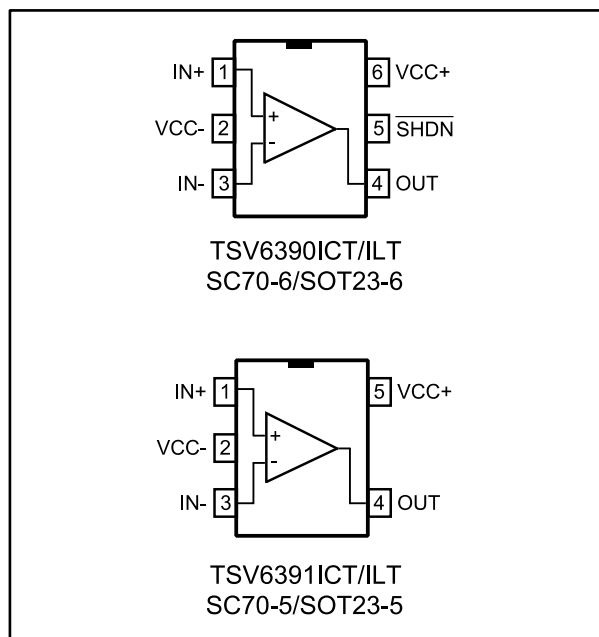 IN+ 1 6 VCC+
+
VCC- 2 5 SHDN
-
IN- 3 4 OUT
TSV6390ICT/ILT
SC70-6/SOT23-6
IN+ 1 5 VCC+
+
VCC- 2
-
IN- 3 4 OUT
TSV6391ICT/ILT
SC70-5/SOT23-5